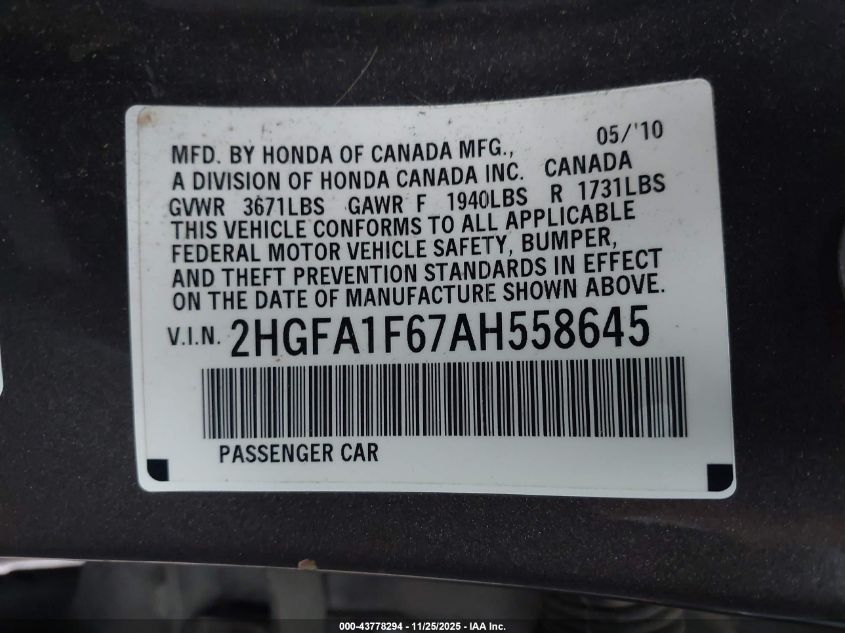 05/'10
MFD. BY HONDA OF CANADA MFG.,
A DIVISION OF HONDA CANADA INC. CANADA
GVWR 3671LBS GAWR F 1940LBS R 1731LBS
THIS VEHICLE CONFORMS TO ALL APPLICABLE
FEDERAL MOTOR VEHICLE SAFETY, BUMPER,
AND THEFT PREVENTION STANDARDS IN EFFECT
ON THE DATE OF MANUFACTURE SHOWN ABOVE.
V.I.N. 2HGFA1F67AH558645
PASSENGER CAR
000-43778294 - 11/25/2025 - IAA Inc.